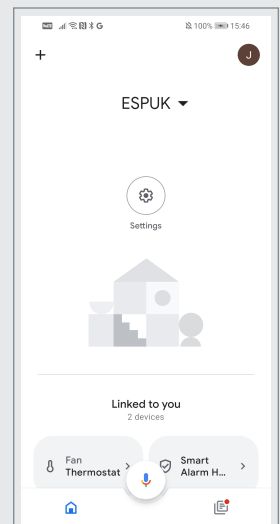 100% 15:46
+ J
ESPUK
Settings
Linked to you
2 devices
Fan
Thermostat
Smart
Alarm H...